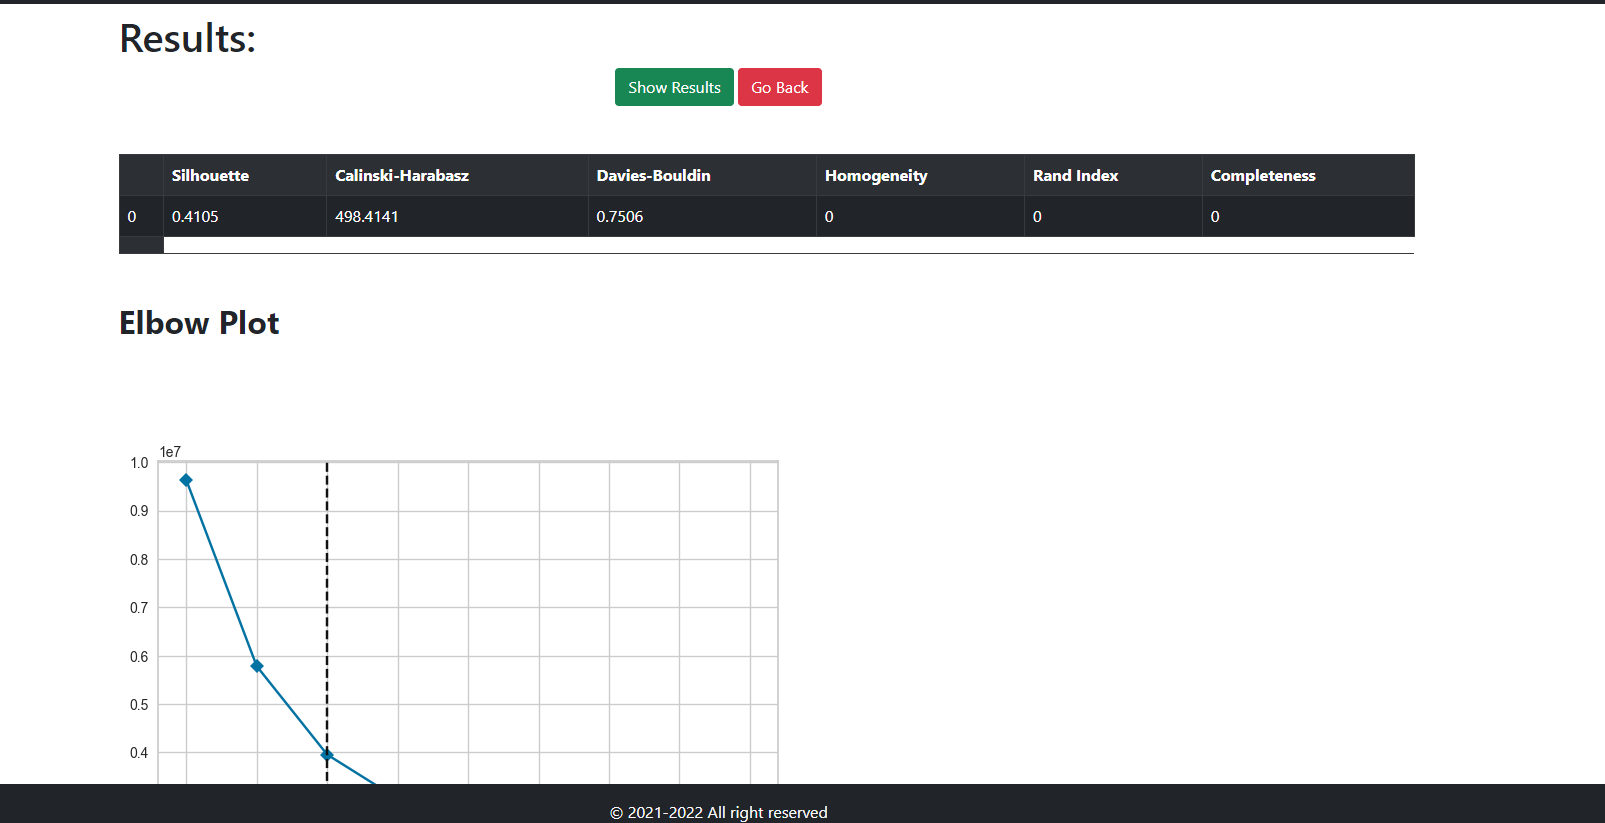 Results:
Show Results Go Back
Silhouette Calinski-Harabasz Davies-Bouldin Homogeneity Rand Index Completeness
0 0.4105 498.4141 0.7506 0 0 0
Elbow Plot
1e7
1.0
0.9
0.8
0.7
0.6
0.5
0.4
© 2021-2022 All right reserved